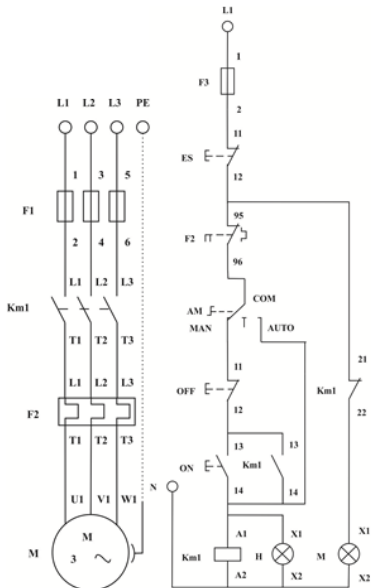 L1
1
F3
2
L1 L2 L3 PE
11
ES
12
1 3 5
F1
2 4 6
95
F2
96
L1 L2 L3
Km1
COM
AM
MAN
AUTO
T1 T2 T3
L1 L2 L3
F2
T1 T2 T3
11
OFF
12
21
Km1
22
13 13
ON
Km1
14 14
U1 V1 W1
N
M
M
3
A1 X1 X1
Km1 H M
A2 X2 X2